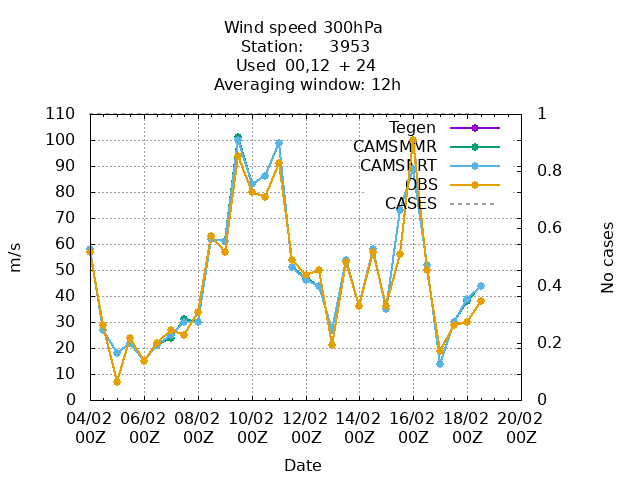 Wind speed 300hPa
Station: 3953
Used 00,12 + 24
Averaging window: 12h
110
100
90
80
70
60
50
40
30
20
10
0
m/s
1
0.8
0.6
0.4
0.2
0
No cases
Tegen
CAMSMMR
CAMSNRT
OBS
CASES
04/02 06/02 08/02 10/02 12/02 14/02 16/02 18/02 20/02
00Z 00Z 00Z 00Z 00Z 00Z 00Z 00Z 00Z
Date